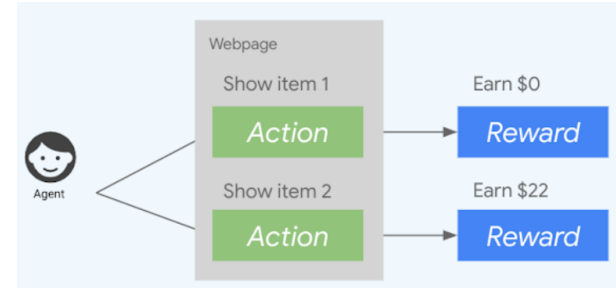 Webpage
Show item 1
Earn $0
Action
Reward
Agent
Show item 2
Earn $22
Action
Reward